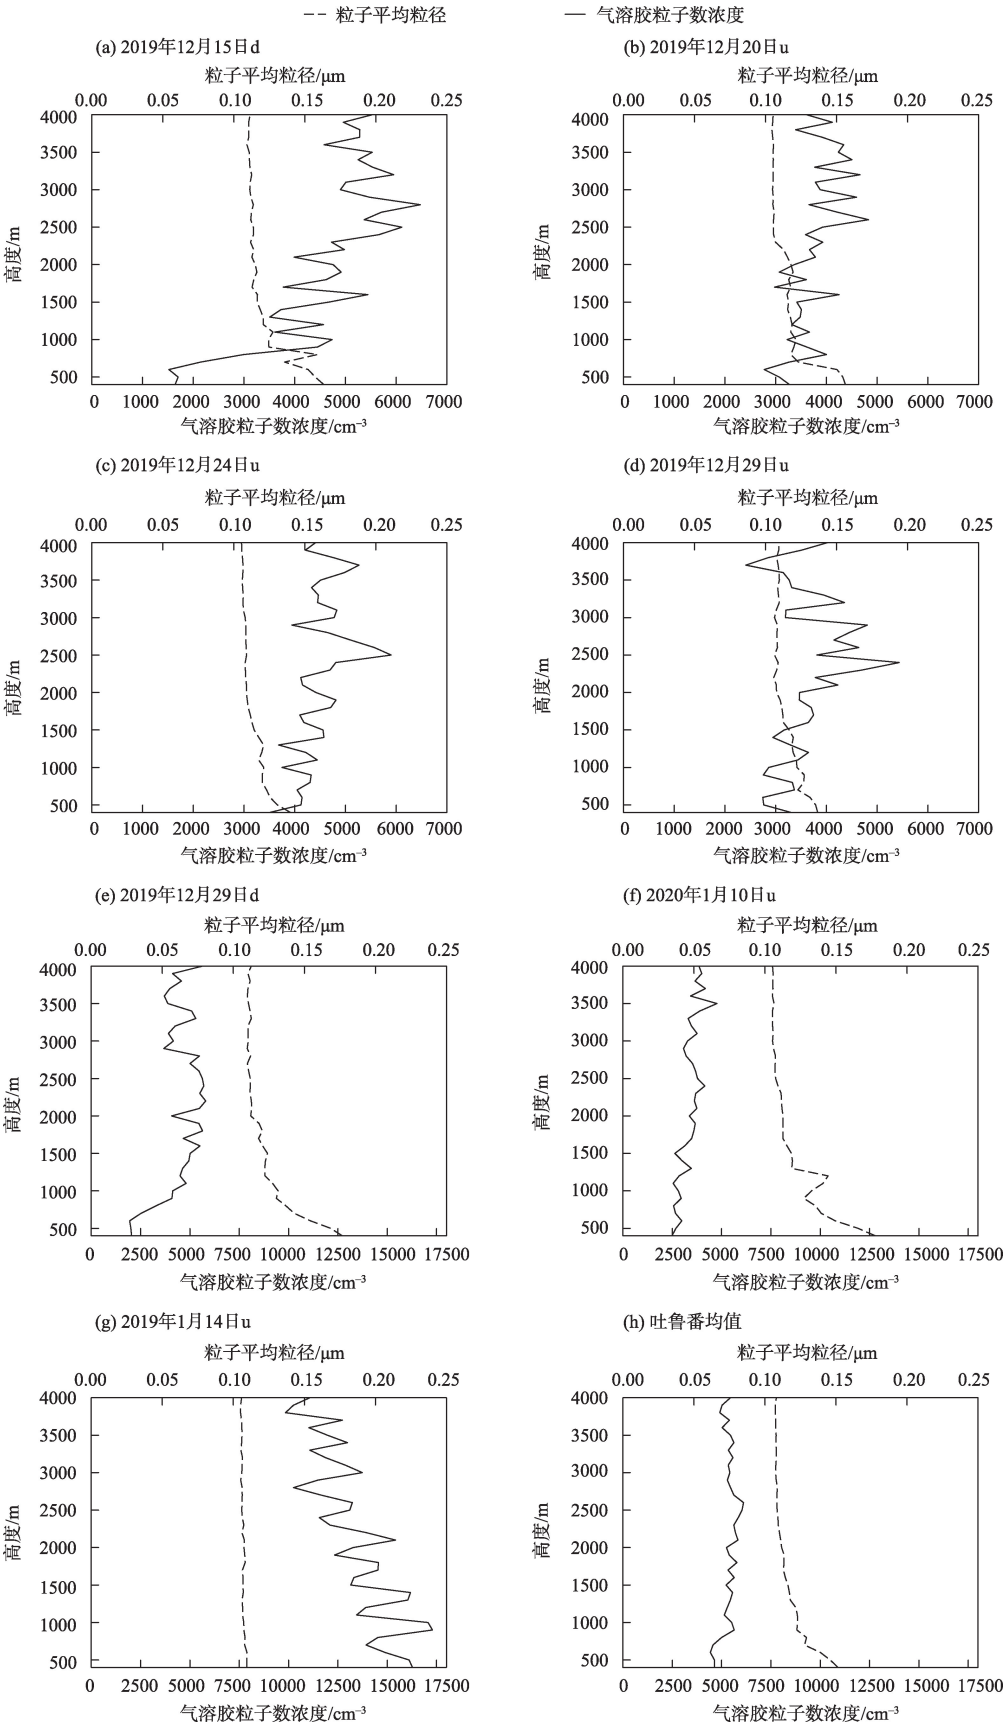 粒子平均粒径 气溶胶粒子数浓度
(a) 2019年12月15日d (b) 2019年12月20日u
粒子平均粒径/μm 粒子平均粒径/μm
0.00 0.05 0.10 0.15 0.20 0.25 0.00 0.05 0.10 0.15 0.20 0.25
4000 4000
3500 3500
3000 3000
2500 2500
高度/m 高度/m
2000 2000
1500 1500
1000 1000
500 500
0 1000 2000 3000 4000 5000 6000 7000 0 1000 2000 3000 4000 5000 6000 7000
气溶胶粒子数浓度/cm⁻³ 气溶胶粒子数浓度/cm⁻³
(c) 2019年12月24日u (d) 2019年12月29日u
粒子平均粒径/μm 粒子平均粒径/μm
0.00 0.05 0.10 0.15 0.20 0.25 0.00 0.05 0.10 0.15 0.20 0.25
4000 4000
3500 3500
3000 3000
2500 2500
高度/m 高度/m
2000 2000
1500 1500
1000 1000
500 500
0 1000 2000 3000 4000 5000 6000 7000 0 1000 2000 3000 4000 5000 6000 7000
气溶胶粒子数浓度/cm⁻³ 气溶胶粒子数浓度/cm⁻³
(e) 2019年12月29日d (f) 2020年1月10日u
粒子平均粒径/μm 粒子平均粒径/μm
0.00 0.05 0.10 0.15 0.20 0.25 0.00 0.05 0.10 0.15 0.20 0.25
4000 4000
3500 3500
3000 3000
2500 2500
高度/m 高度/m
2000 2000
1500 1500
1000 1000
500 500
0 2500 5000 7500 10000 12500 15000 17500 0 2500 5000 7500 10000 12500 15000 17500
气溶胶粒子数浓度/cm⁻³ 气溶胶粒子数浓度/cm⁻³
(g) 2019年1月14日u (h) 吐鲁番均值
粒子平均粒径/μm 粒子平均粒径/μm
0.00 0.05 0.10 0.15 0.20 0.25 0.00 0.05 0.10 0.15 0.20 0.25
4000 4000
3500 3500
3000 3000
2500 2500
高度/m 高度/m
2000 2000
1500 1500
1000 1000
500 500
0 2500 5000 7500 10000 12500 15000 17500 0 2500 5000 7500 10000 12500 15000 17500
气溶胶粒子数浓度/cm⁻³ 气溶胶粒子数浓度/cm⁻³